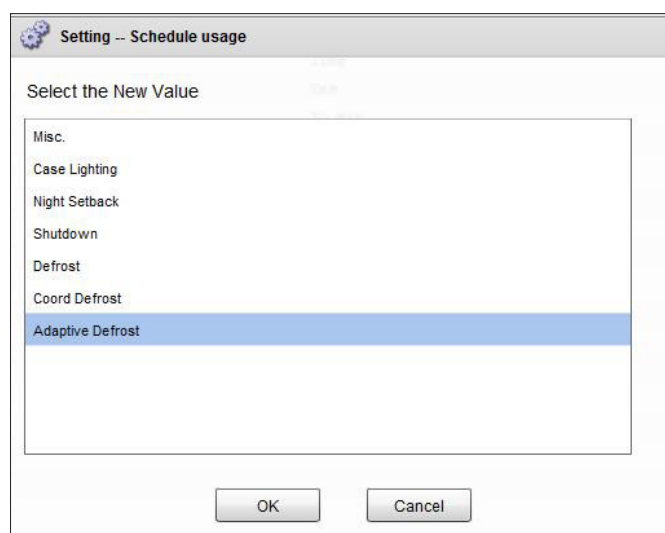 Setting -- Schedule usage
Select the New Value
Misc.
Case Lighting
Night Setback
Shutdown
Defrost
Coord Defrost
Adaptive Defrost
OK
Cancel